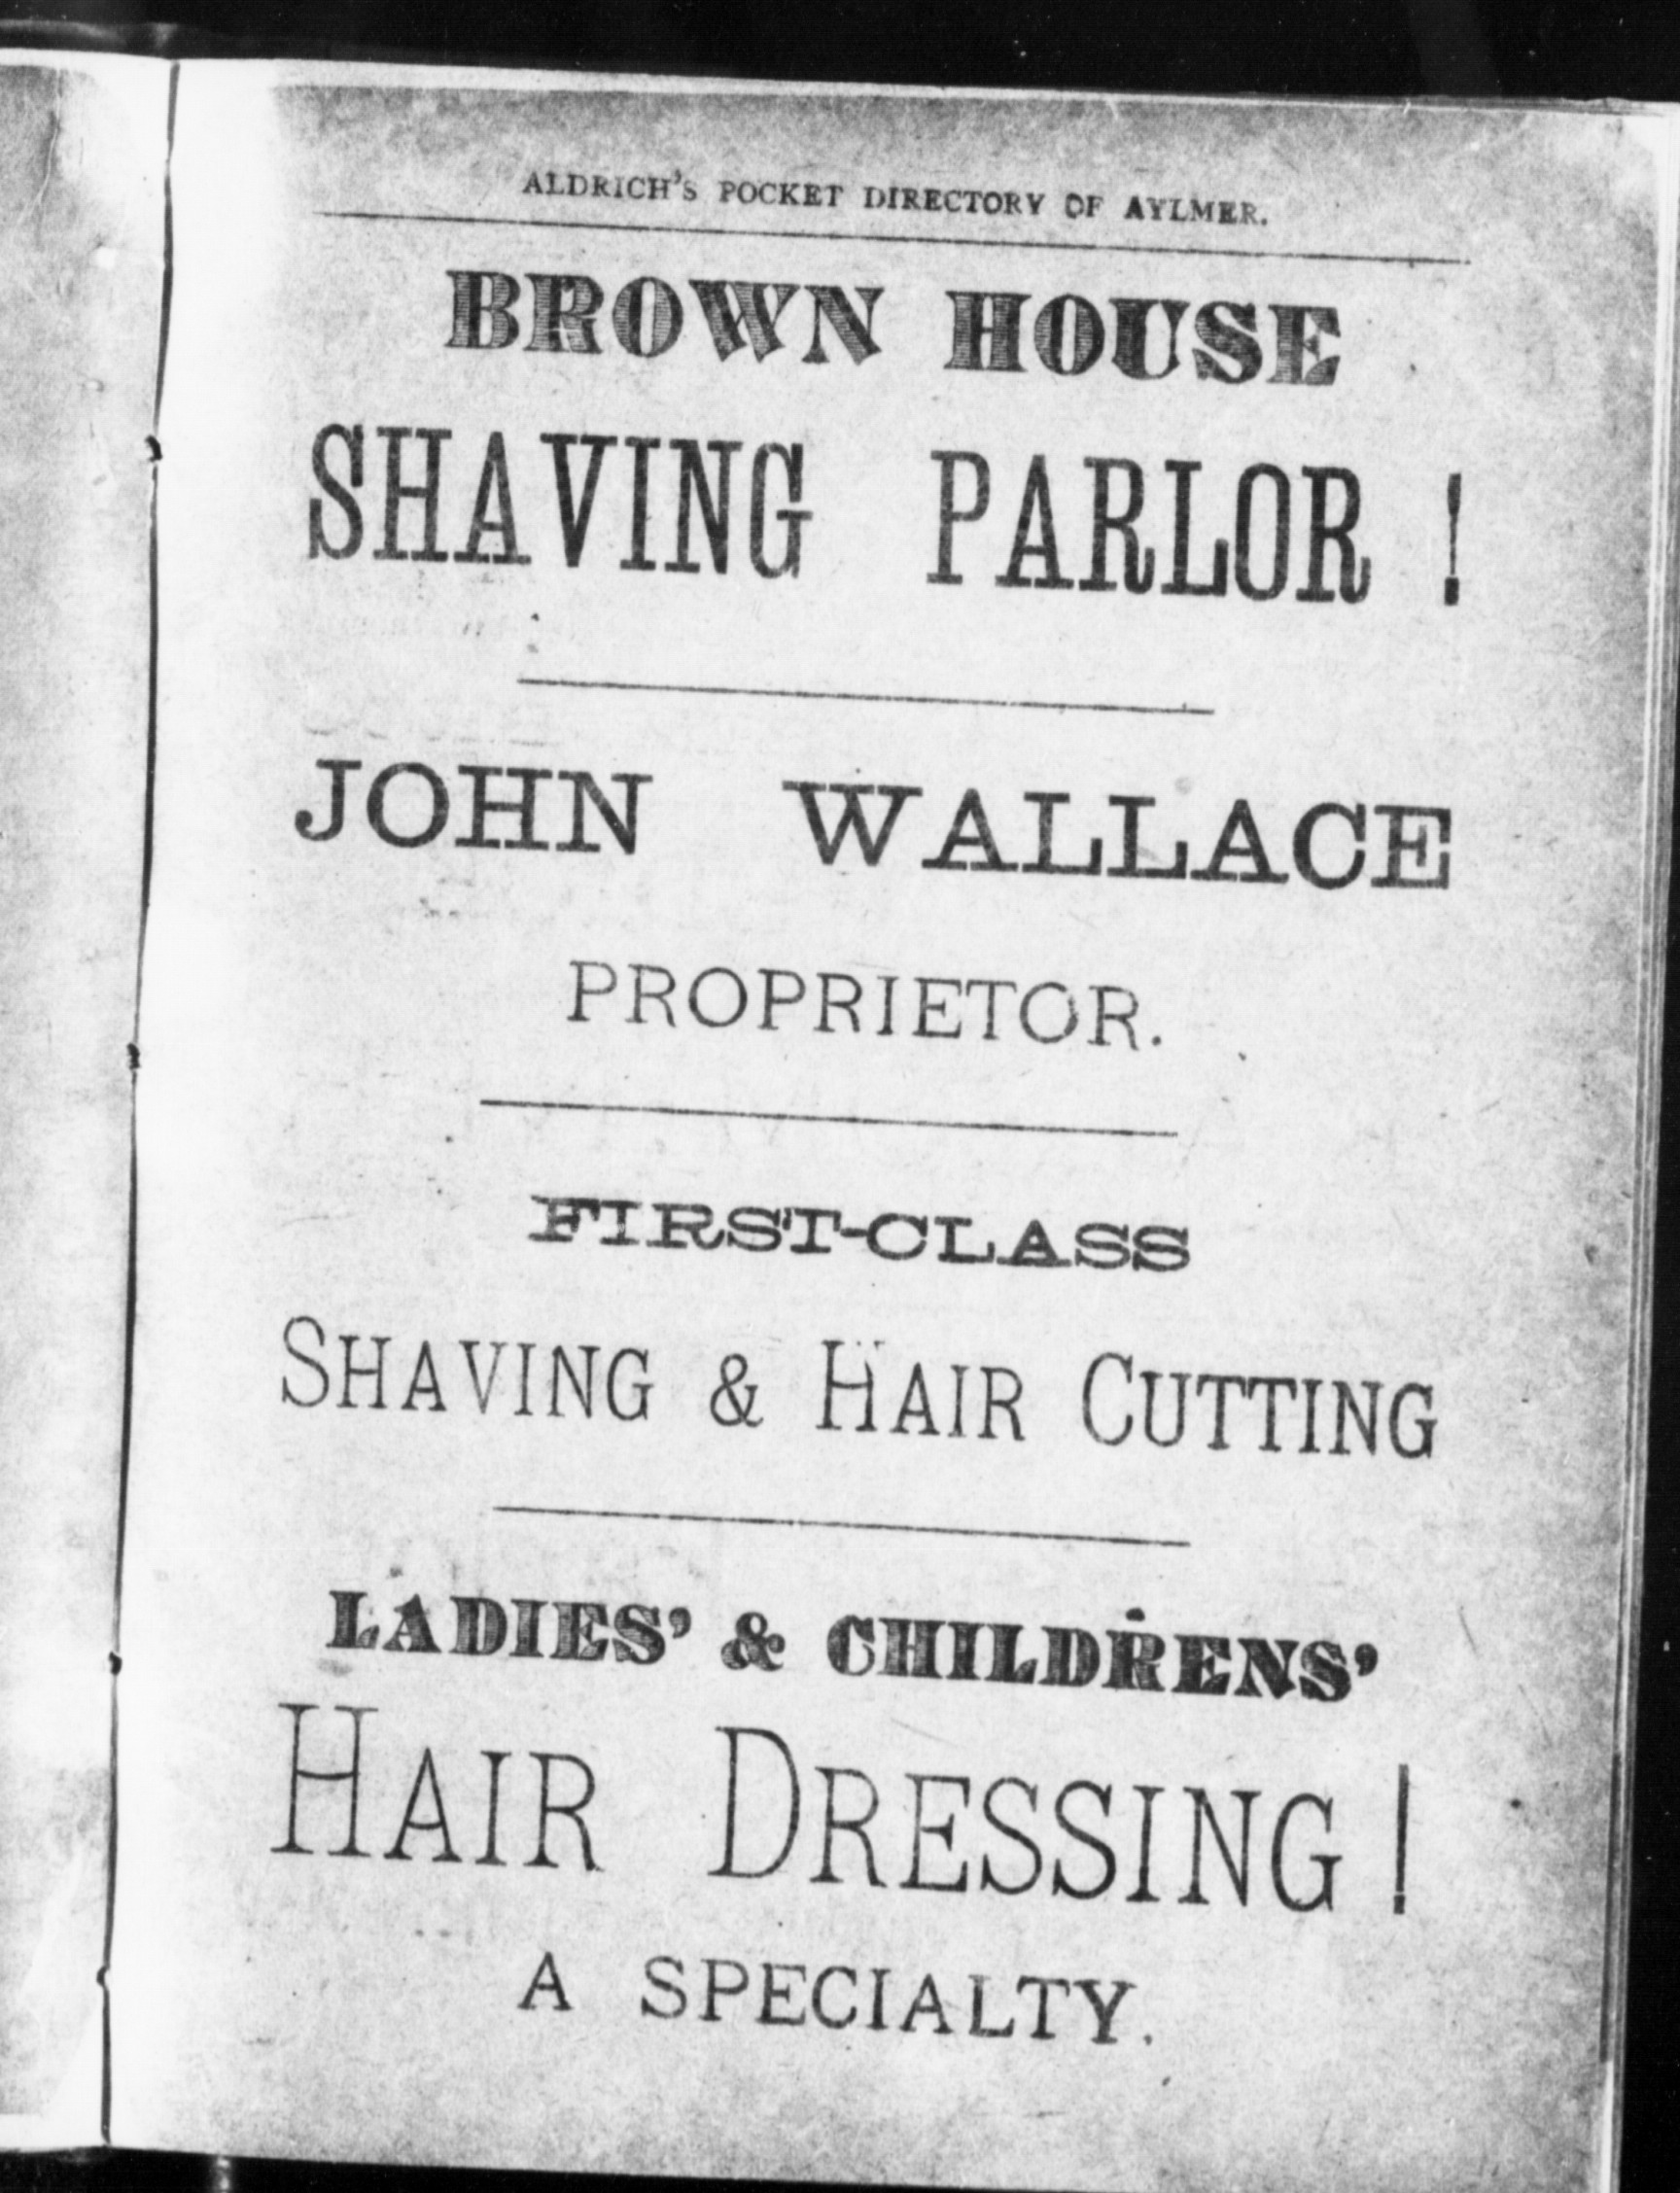 ALDRICH'S POCKET DIRECTORY OF AYLMER.
BROWN HOUSE
SHAVING PARLOR !
JOHN WALLACE
PROPRIETOR.
FIRST-CLASS
SHAVING & HAIR CUTTING
LADIES' & CHILDRENS'
HAIR DRESSING !
A SPECIALTY.